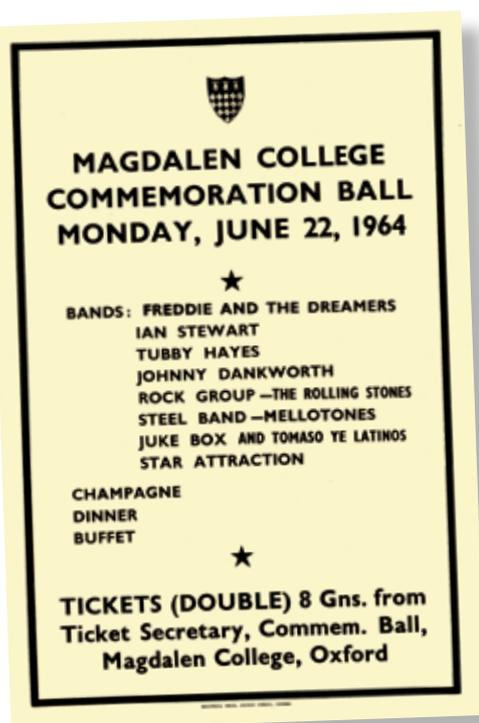 MAGDALEN COLLEGE
COMMEMORATION BALL
MONDAY, JUNE 22, 1964
BANDS: FREDDIE AND THE DREAMERS
IAN STEWART
TUBBY HAYES
JOHNNY DANKWORTH
ROCK GROUP—THE ROLLING STONES
STEEL BAND—MELLOTONES
JUKE BOX AND TOMASO YE LATINOS
STAR ATTRACTION
CHAMPAGNE
DINNER
BUFFET
TICKETS (DOUBLE) 8 Gns. from
Ticket Secretary, Commem. Ball,
Magdalen College, Oxford